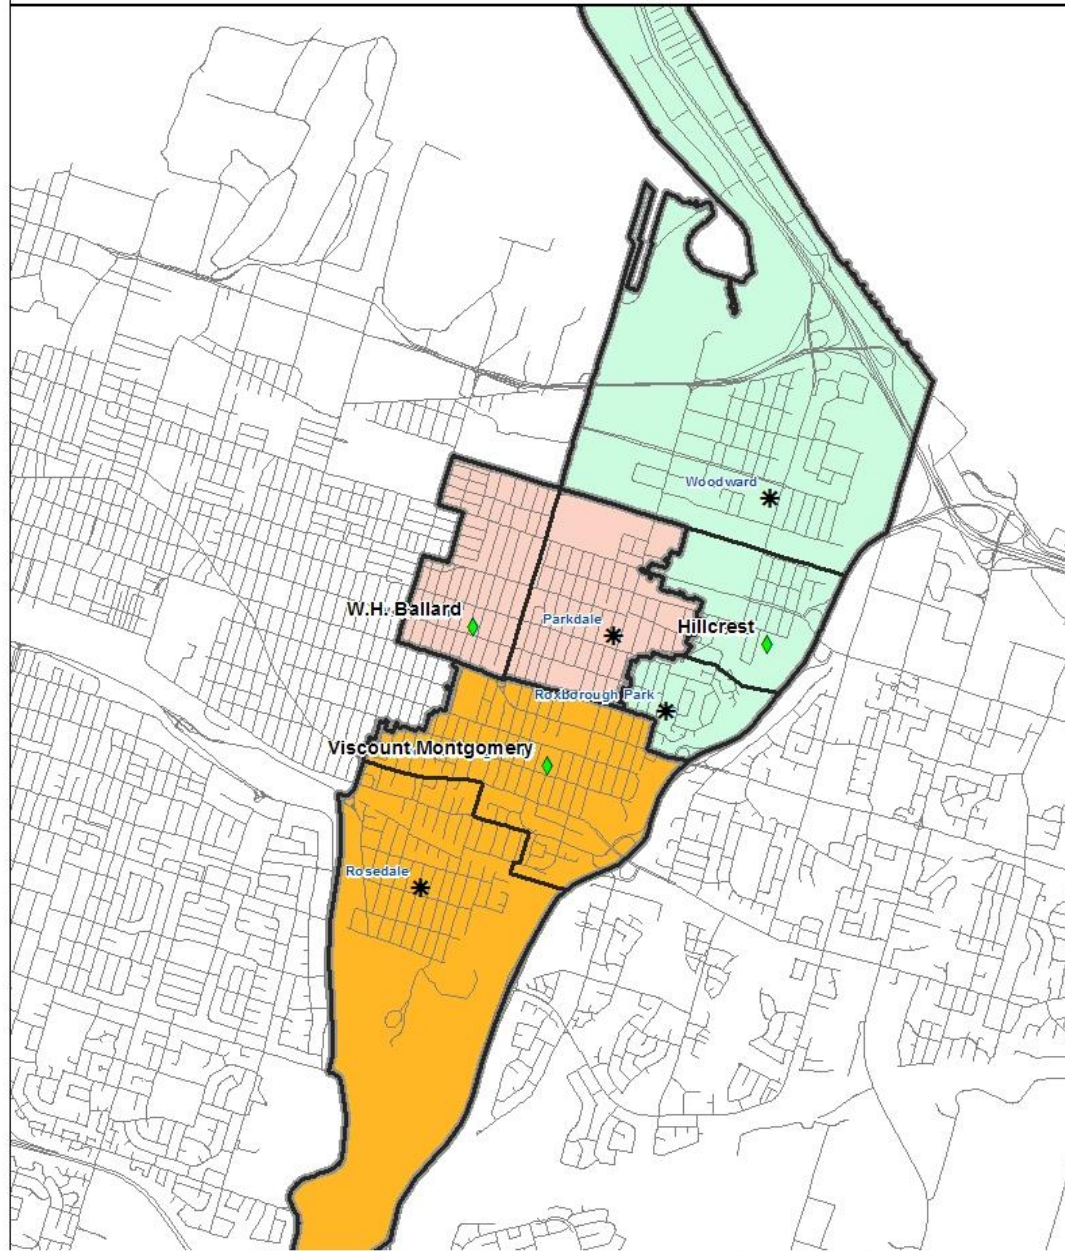 Woodward
W.H. Ballard
Parkdale
Hillcrest
Roxborough Park
Viscount Montgomery
Rosedale